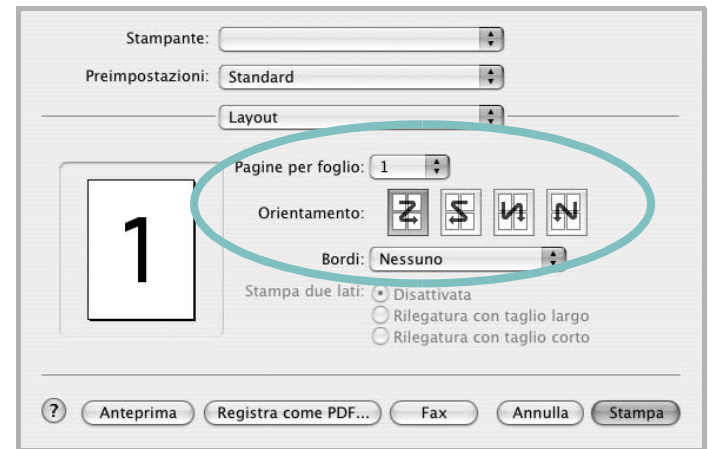 Stampante:
Preimpostazioni: Standard
Layout
Pagine per foglio: 1
1
Orientamento:
Bordi: Nessuno
Stampa due lati: Disattivata
Rilegatura con taglio largo
Rilegatura con taglio corto
? Anteprima Registra come PDF... Fax Annulla Stampa